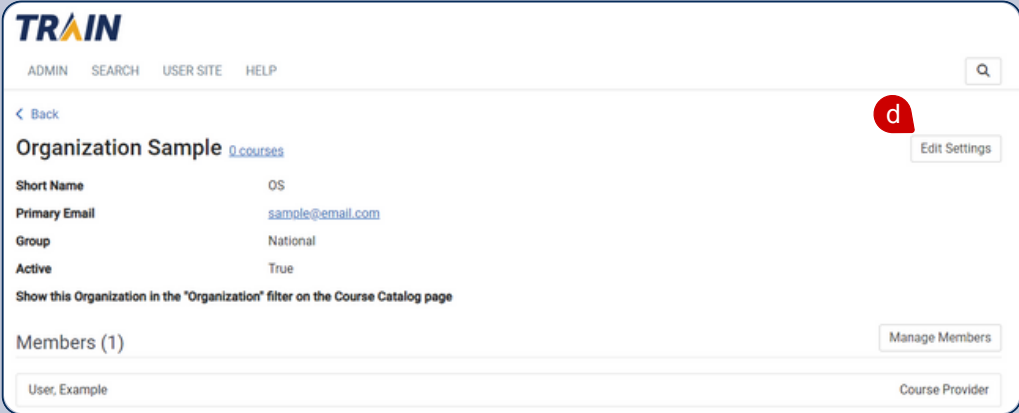 TRAIN
ADMIN SEARCH USER SITE HELP
Back
d
Organization Sample 0 courses
Edit Settings
Short Name OS
Primary Email sample@email.com
Group National
Active True
Show this Organization in the "Organization" filter on the Course Catalog page
Members (1)
Manage Members
User, Example Course Provider